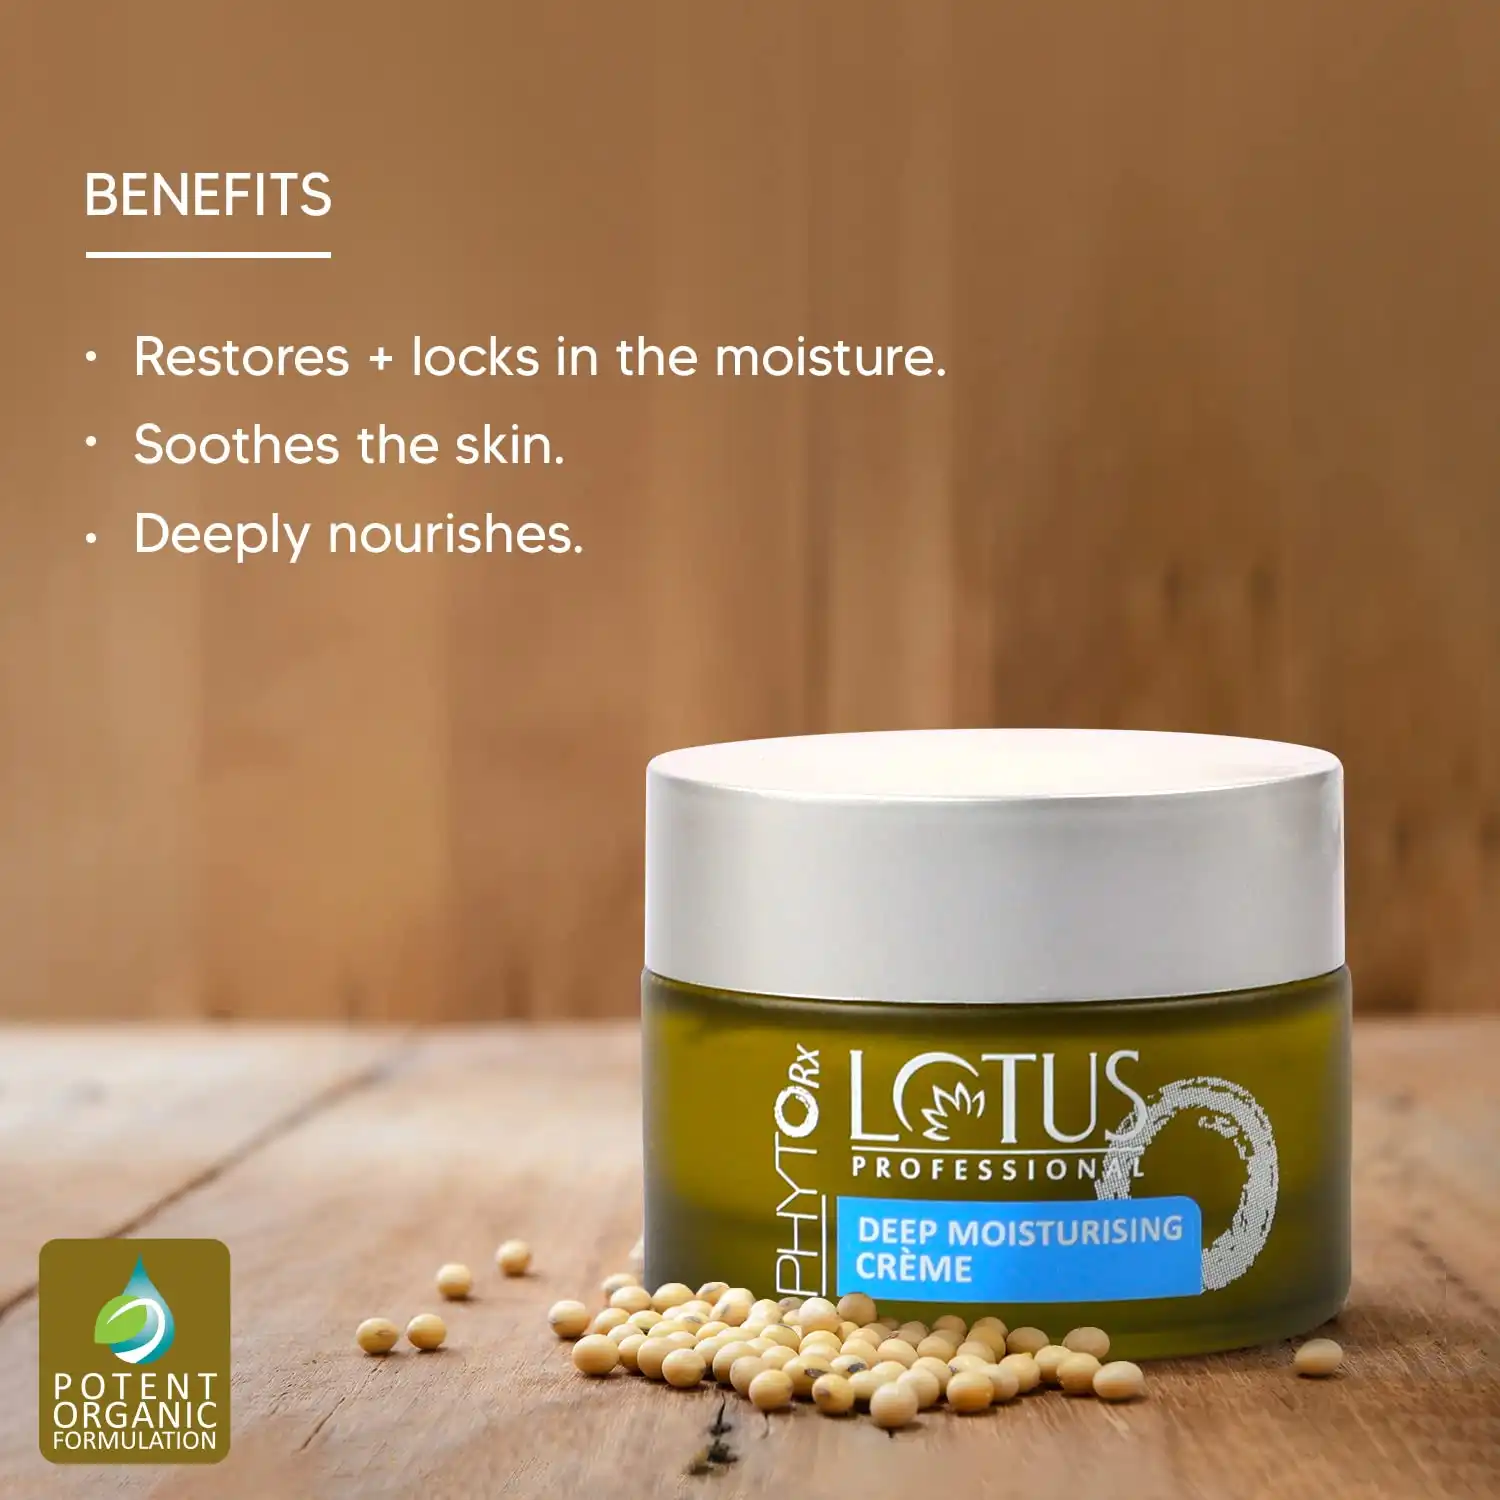 BENEFITS
• Restores + locks in the moisture.
• Soothes the skin.
• Deeply nourishes.
PHYTORx
LOTUS
PROFESSIONAL
DEEP MOISTURISING
CRÈME
POTENT
ORGANIC
FORMULATION